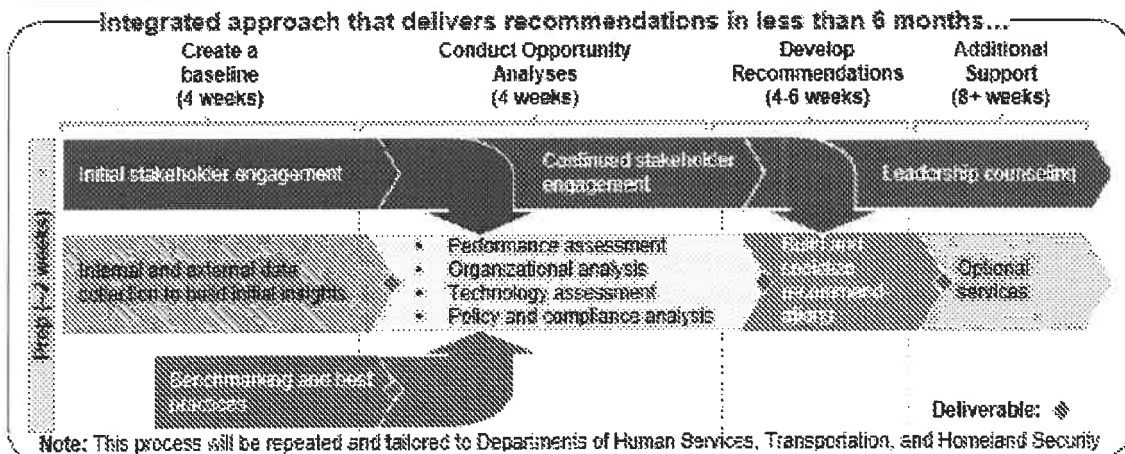 Integrated approach that delivers recommendations in less than 6 months...
Create a
baseline
(4 weeks)
Conduct Opportunity
Analyses
(4 weeks)
Develop
Recommendations
(4-6 weeks)
Additional
Support
(8+ weeks)
Prep (~2 weeks)
Initial stakeholder engagement
Continued stakeholder
engagement
Leadership counseling
Internal and external data
collection to build initial insights
• Performance assessment
• Organizational analysis
• Technology assessment
• Policy and compliance analysis
Optional
services
Benchmarking and best
Deliverable:
Note: This process will be repeated and tailored to Departments of Human Services, Transportation, and Homeland Security